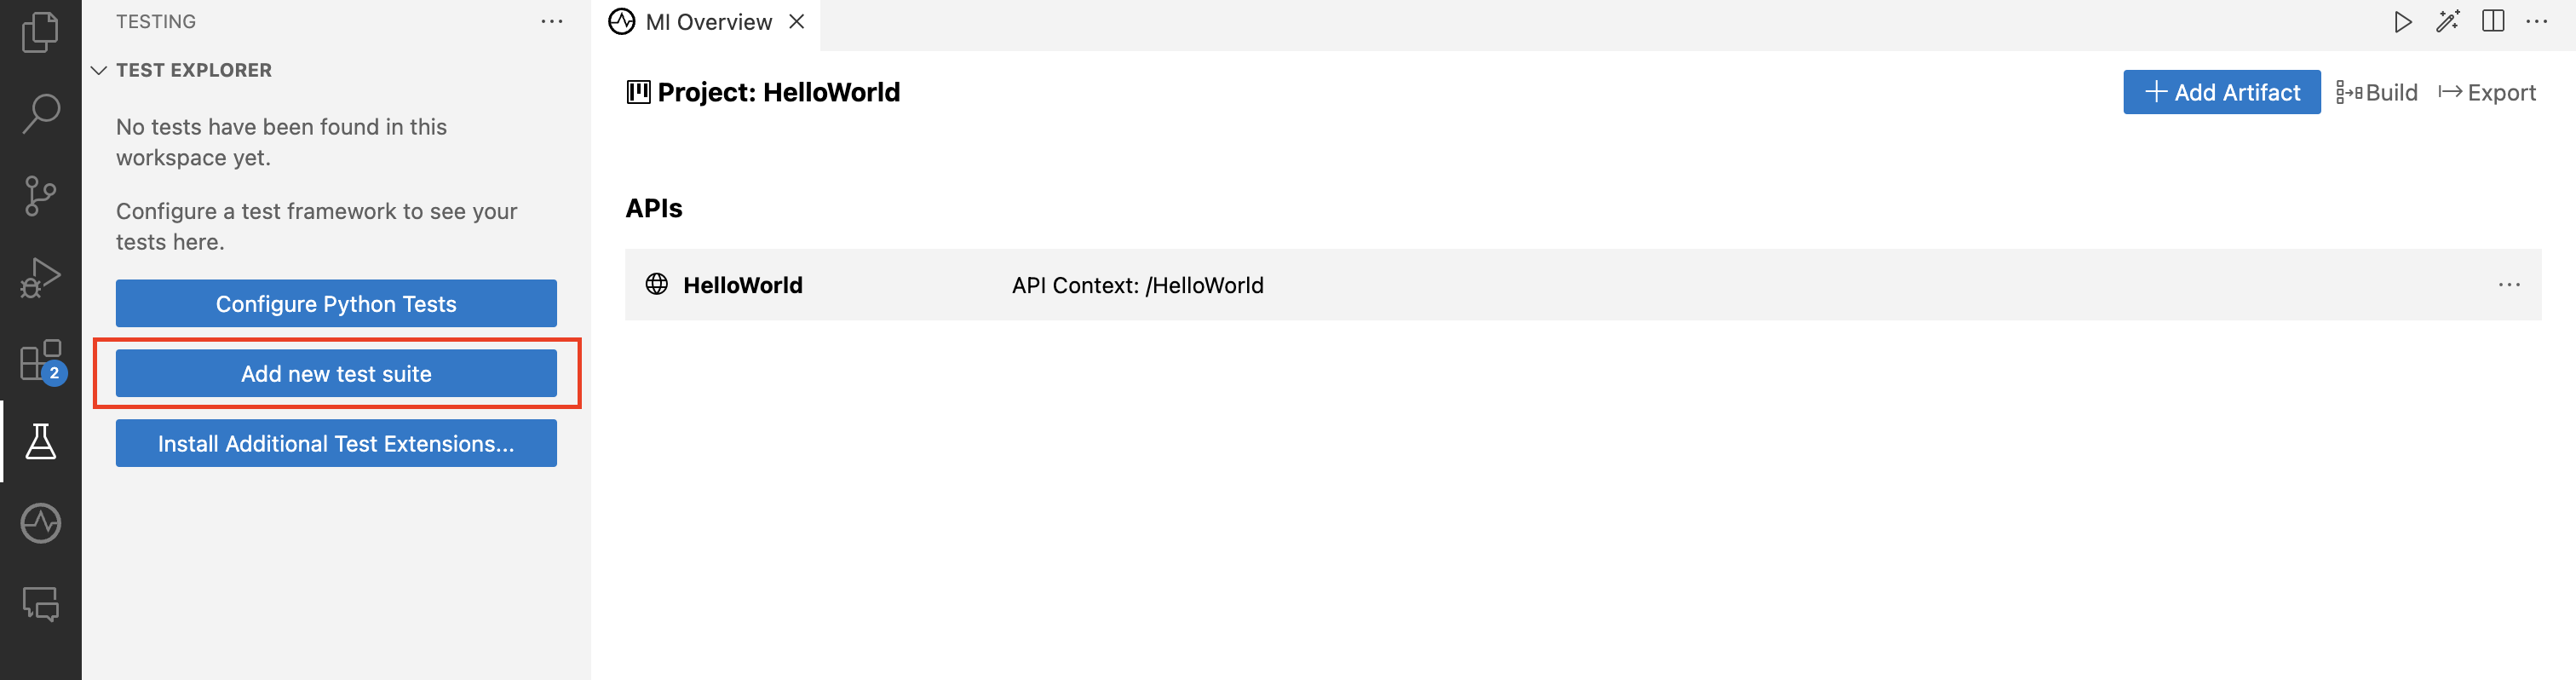 TESTING
TEST EXPLORER
No tests have been found in this
workspace yet.
Configure a test framework to see your
tests here.
Configure Python Tests
Add new test suite
Install Additional Test Extensions...
2
MI Overview
Project: HelloWorld
Add Artifact
Build
Export
APIs
HelloWorld
API Context: /HelloWorld